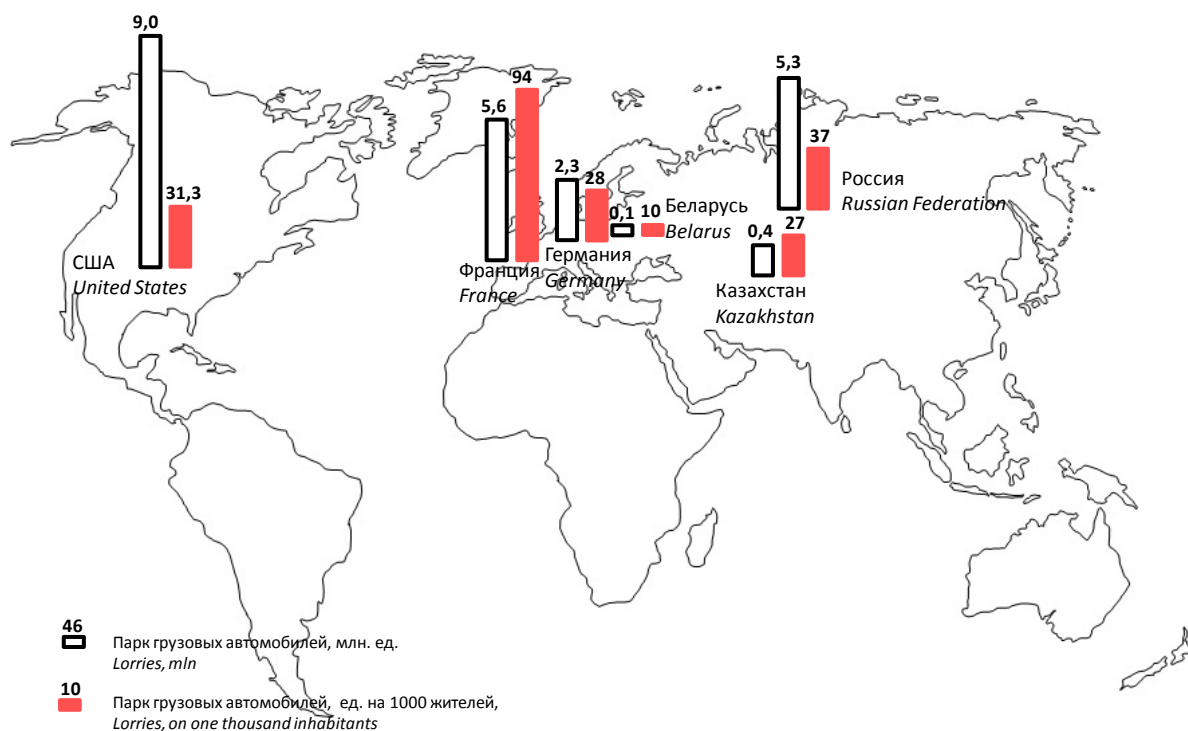 9,0
31,3
США
United States
5,6
94
Франция
France
2,3
28
Германия
Germany
0,1
10
Беларусь
Belarus
5,3
37
Россия
Russian Federation
0,4
27
Казахстан
Kazakhstan
46
Парк грузовых автомобилей, млн. ед.
Lorries, mln
10
Парк грузовых автомобилей, ед. на 1000 жителей,
Lorries, on one thousand inhabitants